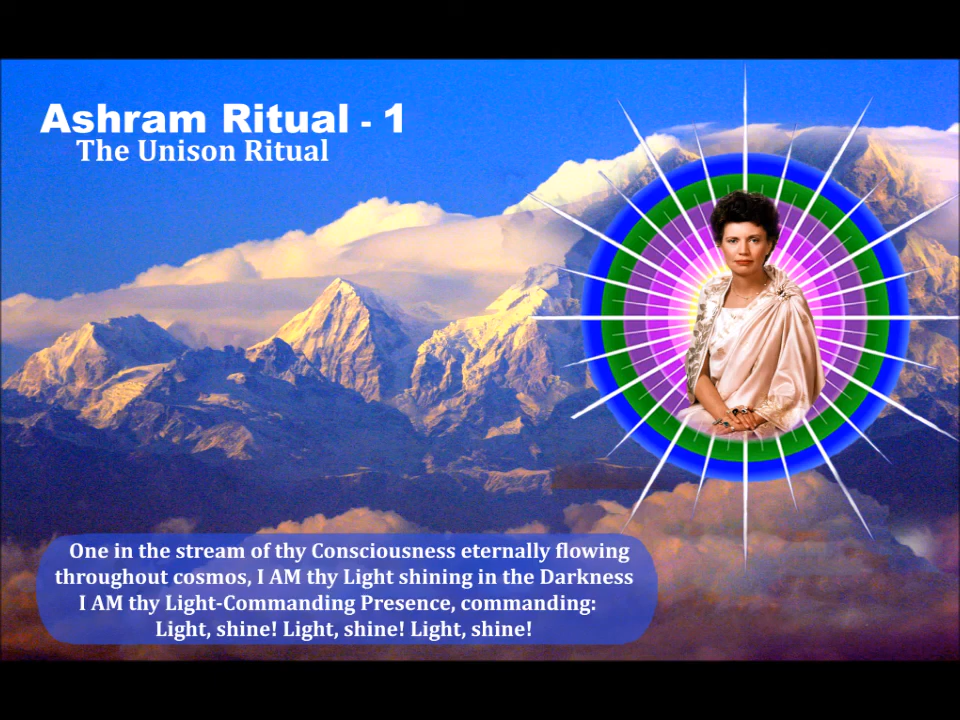 Ashram Ritual - 1
The Unison Ritual
One in the stream of thy Consciousness eternally flowing
throughout cosmos, I AM thy Light shining in the Darkness
I AM thy Light-Commanding Presence, commanding:
Light, shine! Light, shine! Light, shine!